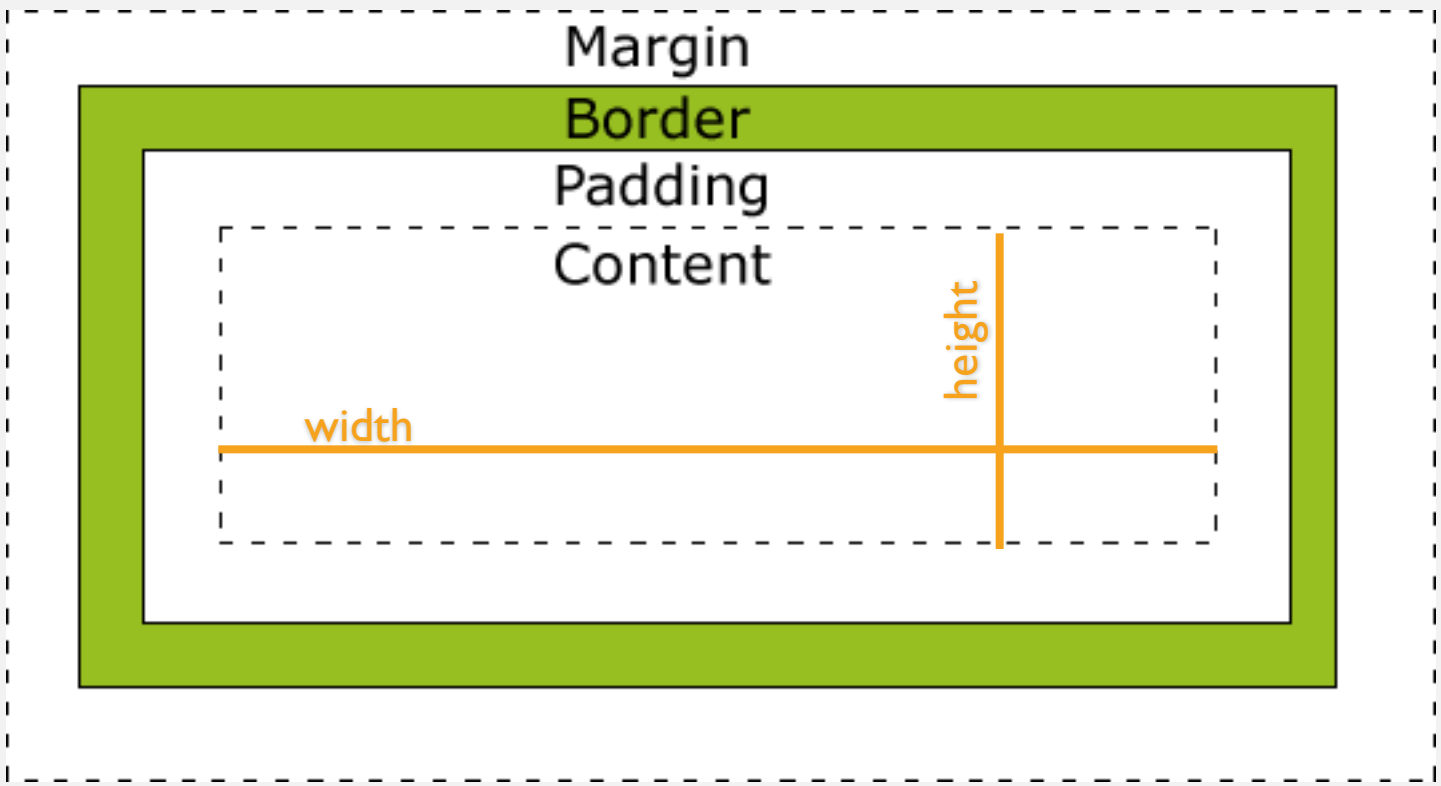 Margin
Border
Padding
Content
height
width